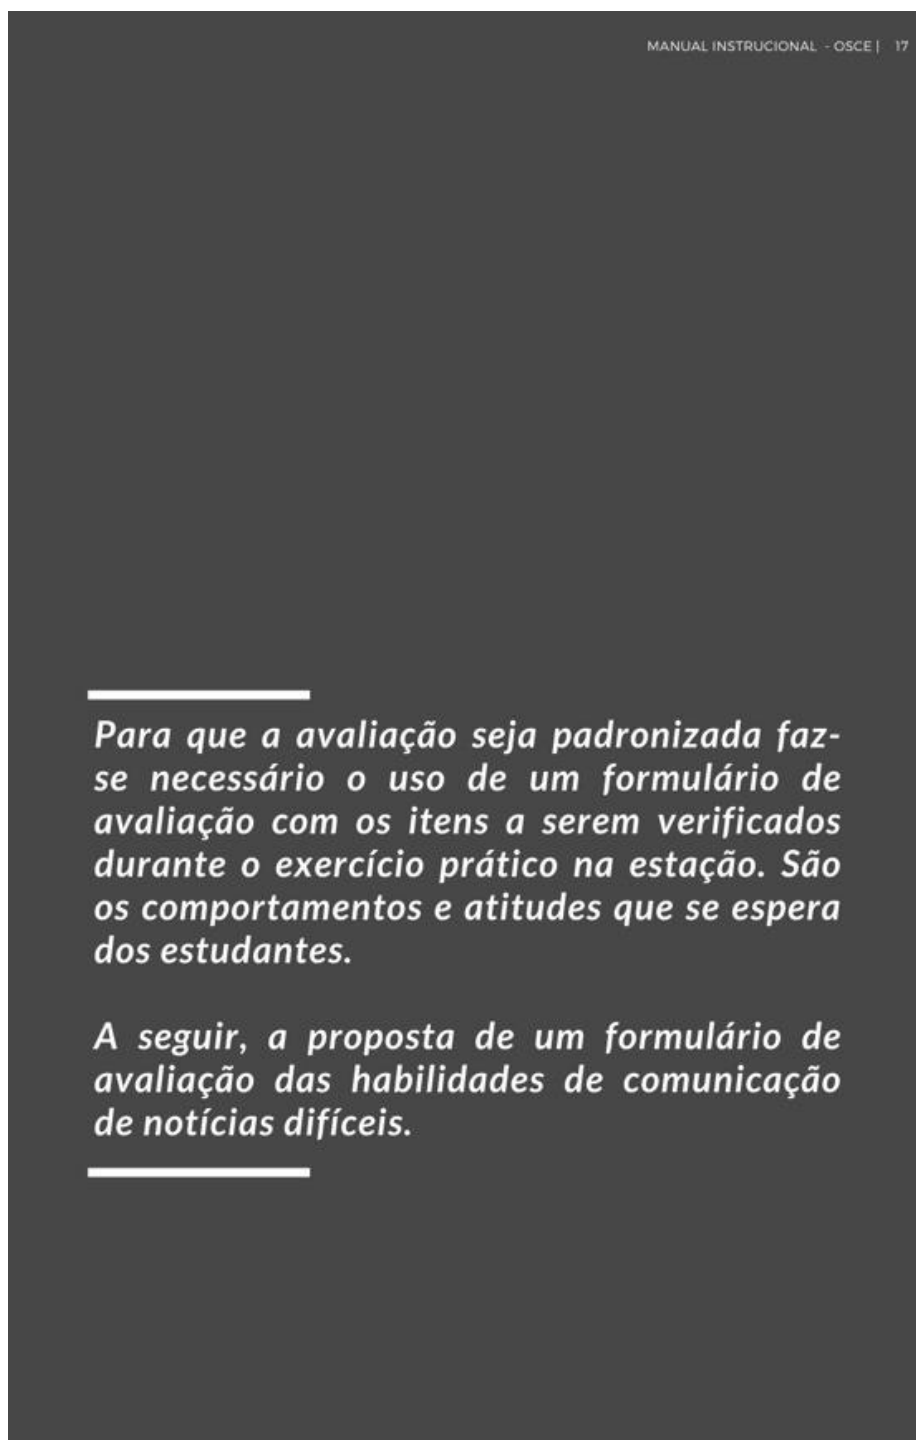 MANUAL INSTRUCIONAL - OSCE | 17
Para que a avaliação seja padronizada faz-
se necessário o uso de um formulário de
avaliação com os itens a serem verificados
durante o exercício prático na estação. São
os comportamentos e atitudes que se espera
dos estudantes.
A seguir, a proposta de um formulário de
avaliação das habilidades de comunicação
de notícias difíceis.